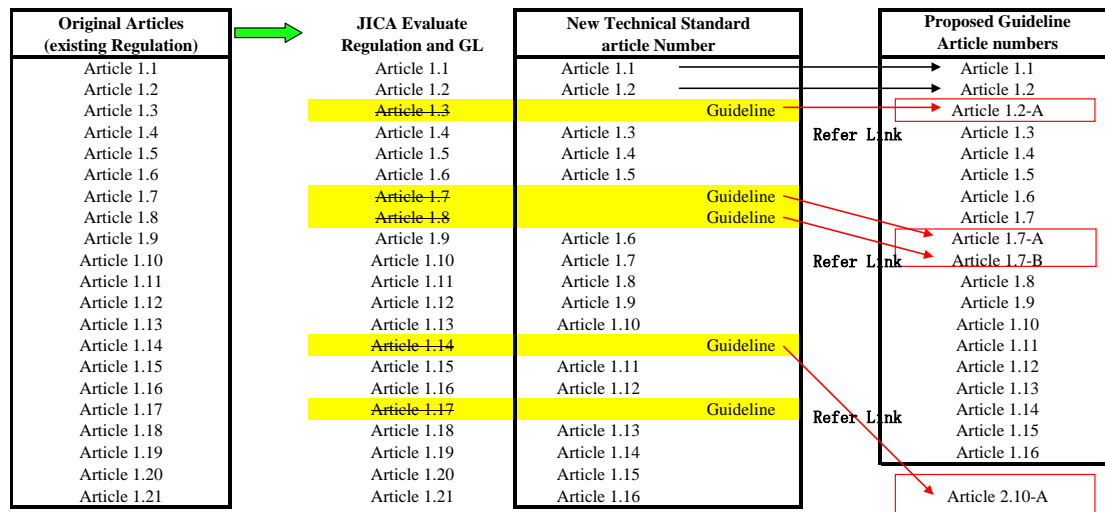 Original Articles JICA Evaluate New Technical Standard Proposed Guideline
(existing Regulation) Regulation and GL article Number Article numbers
Article 1.1 Article 1.1 Article 1.1 Article 1.1
Article 1.2 Article 1.2 Article 1.2 Article 1.2
Article 1.3 Article 1.3 Guideline Article 1.2-A
Article 1.4 Article 1.4 Article 1.3 Refer Link Article 1.3
Article 1.5 Article 1.5 Article 1.4 Article 1.4
Article 1.6 Article 1.6 Article 1.5 Article 1.5
Article 1.7 Article 1.7 Guideline Article 1.6
Article 1.8 Article 1.8 Guideline Article 1.7
Article 1.9 Article 1.9 Article 1.6 Article 1.7-A
Article 1.10 Article 1.10 Article 1.7 Refer Link Article 1.7-B
Article 1.11 Article 1.11 Article 1.8 Article 1.8
Article 1.12 Article 1.12 Article 1.9 Article 1.9
Article 1.13 Article 1.13 Article 1.10 Article 1.10
Article 1.14 Article 1.14 Guideline Article 1.11
Article 1.15 Article 1.15 Article 1.11 Article 1.12
Article 1.16 Article 1.16 Article 1.12 Article 1.13
Article 1.17 Article 1.17 Guideline Refer Link Article 1.14
Article 1.18 Article 1.18 Article 1.13 Article 1.15
Article 1.19 Article 1.19 Article 1.14 Article 1.16
Article 1.20 Article 1.20 Article 1.15
Article 1.21 Article 1.21 Article 1.16 Article 2.10-A